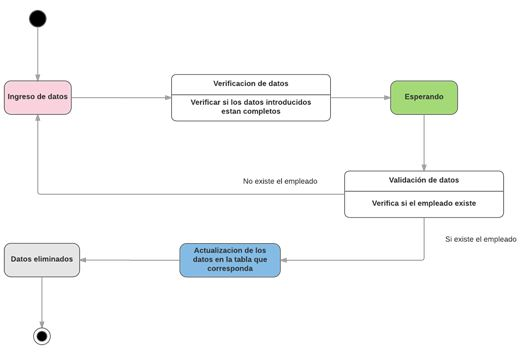 Ingreso de datos
Verificacion de datos
Verificar si los datos introducidos
estan completos
Esperando
Validación de datos
Verifica si el empleado existe
No existe el empleado
Si existe el empleado
Actualizacion de los
datos en la tabla que
corresponda
Datos eliminados